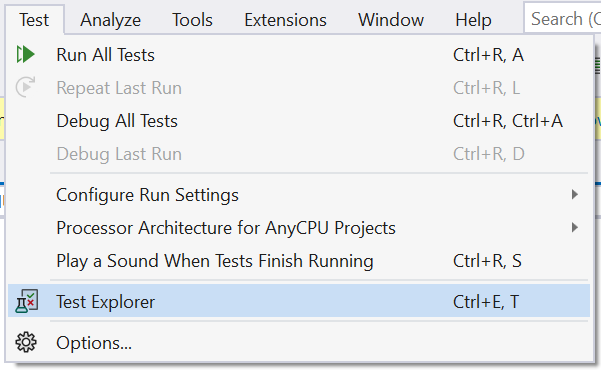 Test Analyze Tools Extensions Window Help Search (
Run All Tests Ctrl+R, A
Repeat Last Run Ctrl+R, L
Debug All Tests Ctrl+R, Ctrl+A
Debug Last Run Ctrl+R, D
Configure Run Settings
Processor Architecture for AnyCPU Projects
Play a Sound When Tests Finish Running Ctrl+R, S
Test Explorer Ctrl+E, T
Options...